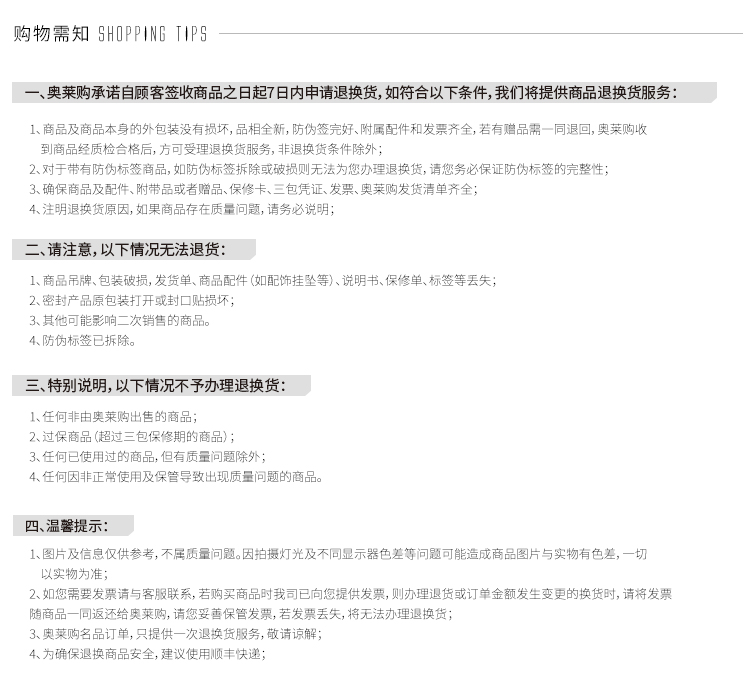 购物需知 SHOPPING TIPS
一、奥莱购承诺自顾客签收商品之日起7日内申请退换货，如符合以下条件，我们将提供商品退换货服务：
1、商品及商品本身的外包装没有损坏，品相全新，防伪签完好、附属配件和发票齐全，若有赠品需一同退回，奥莱购收
到商品经质检合格后，方可受理退换货服务，非退换货条件除外；
2、对于带有防伪标签商品，如防伪标签拆除或破损则无法为您办理退换货，请您务必保证防伪标签的完整性；
3、确保商品及配件、附带品或者赠品、保修卡、三包凭证、发票、奥莱购发货清单齐全；
4、注明退换货原因，如果商品存在质量问题，请务必说明；
二、请注意，以下情况无法退货：
1、商品吊牌、包装破损，发货单、商品配件（如配饰挂坠等）、说明书、保修单、标签等丢失；
2、密封产品原包装打开或封口贴损坏；
3、其他可能影响二次销售的商品。
4、防伪标签已拆除。
三、特别说明，以下情况不予办理退换货：
1、任何非由奥莱购出售的商品；
2、过保商品（超过三包保修期的商品）；
3、任何已使用过的商品，但有质量问题除外；
4、任何因非正常使用及保管导致出现质量问题的商品。
四、温馨提示：
1、图片及信息仅供参考，不属质量问题。因拍摄灯光及不同显示器色差等问题可能造成商品图片与实物有色差，一切
以实物为准；
2、如您需要发票请与客服联系，若购买商品时我司已向您提供发票，则办理退货或订单金额发生变更的换货时，请将发票
随商品一同返还给奥莱购，请您妥善保管发票，若发票丢失，将无法办理退换货；
3、奥莱购名品订单，只提供一次退换货服务，敬请谅解；
4、为确保退换商品安全，建议使用顺丰快递；